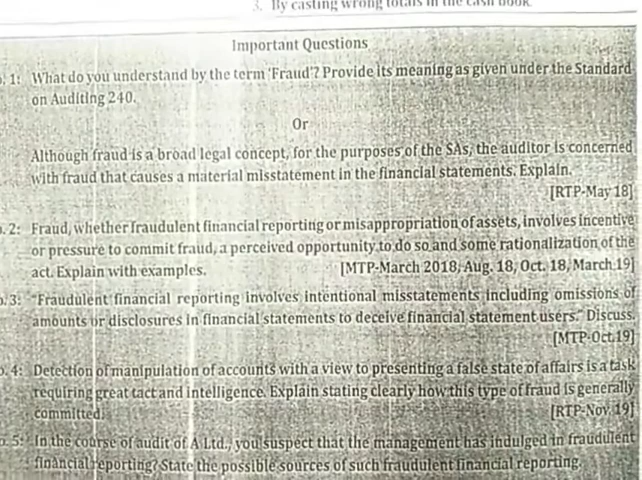 3. By casting wrong totals in the cash book
Important Questions
1: What do you understand by the term 'Fraud'? Provide its meaning as given under the Standard
on Auditing 240.
Or
Although fraud is a broad legal concept, for the purposes of the SAs, the auditor is concerned
with fraud that causes a material misstatement in the financial statements. Explain.
[RTP-May 18]
. 2: Fraud, whether fraudulent financial reporting or misappropriation of assets, involves incentive
or pressure to commit fraud, a perceived opportunity to do so and some rationalization of the
act. Explain with examples. [MTP-March 2018, Aug. 18, Oct. 18, March 19]
. 3: "Fraudulent financial reporting involves intentional misstatements including omissions of
amounts or disclosures in financial statements to deceive financial statement users." Discuss.
[MTP-Oct.19]
. 4: Detection of manipulation of accounts with a view to presenting a false state of affairs is a task
requiring great tact and intelligence. Explain stating clearly how this type of fraud is generally
committed. [RTP-Nov. 19]
. 5: In the course of audit of A Ltd., you suspect that the management has indulged in fraudulent
financial reporting? State the possible sources of such fraudulent financial reporting.